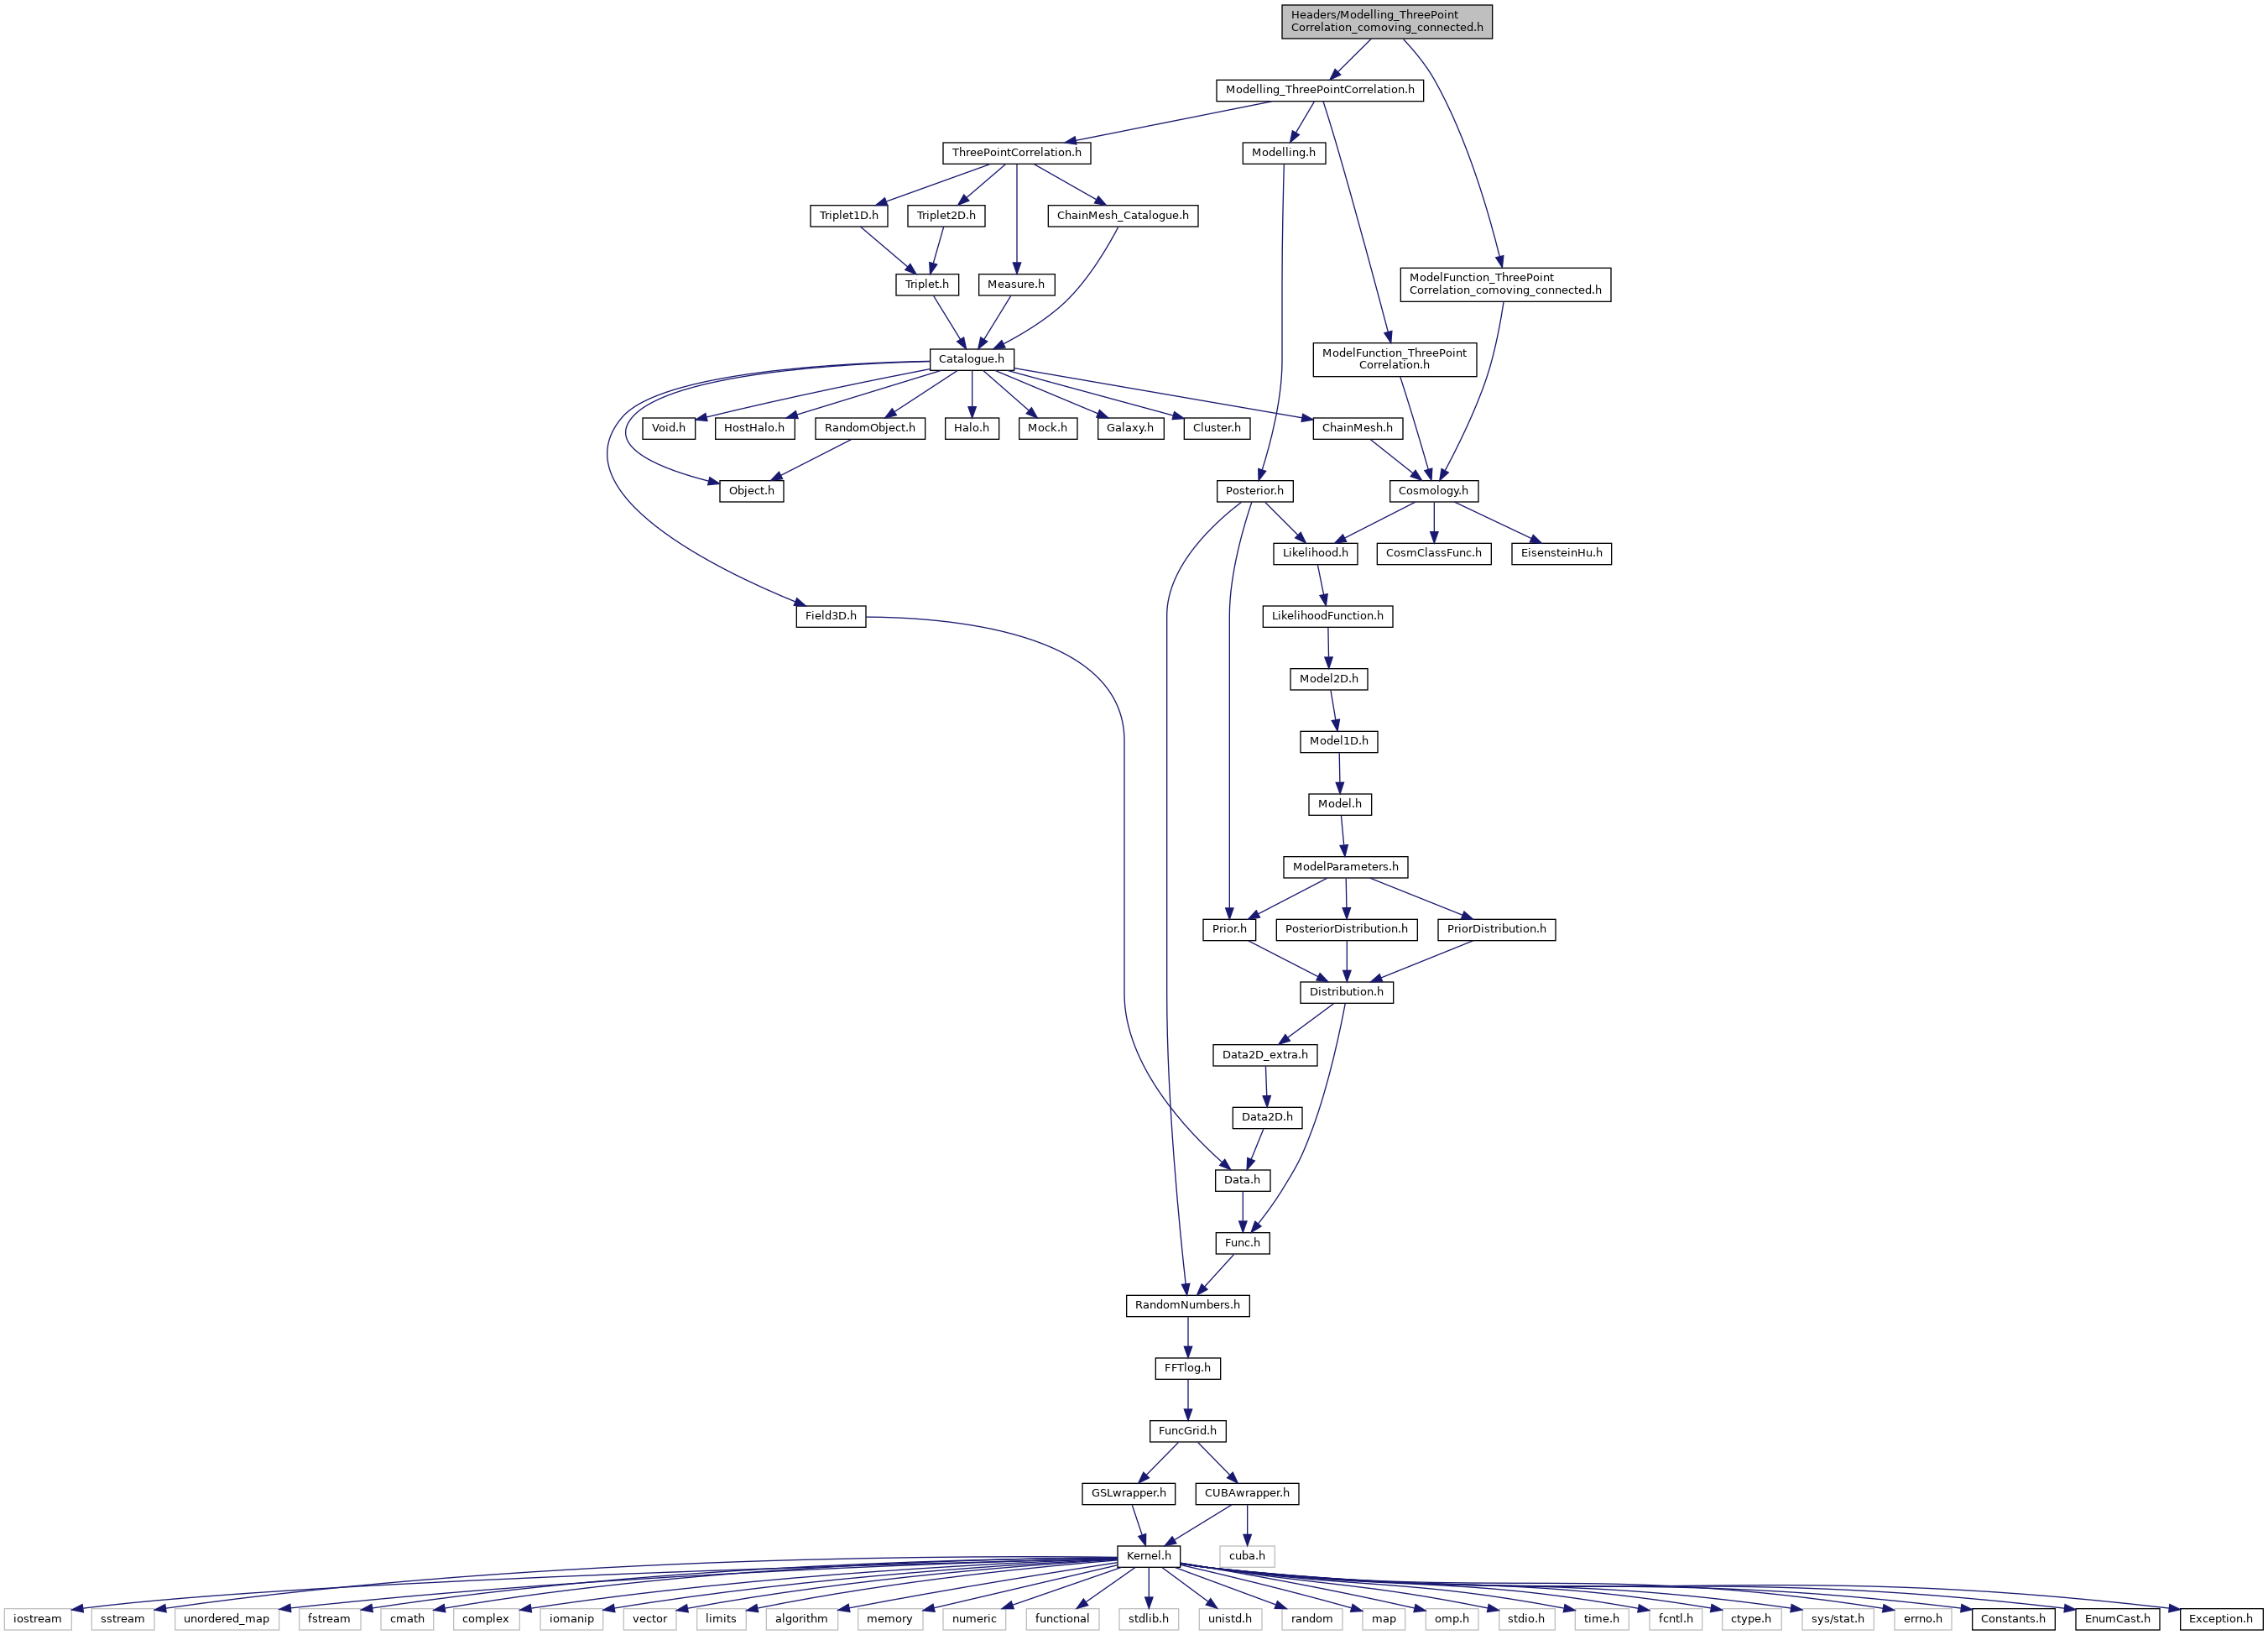 Headers/Modelling_ThreePoint
Correlation_comoving_connected.h
Modelling_ThreePointCorrelation.h
ThreePointCorrelation.h
Modelling.h
Triplet1D.h
Triplet2D.h
ChainMesh_Catalogue.h
Triplet.h
Measure.h
ModelFunction_ThreePoint
Correlation_comoving_connected.h
Catalogue.h
ModelFunction_ThreePoint
Correlation.h
Void.h
HostHalo.h
RandomObject.h
Halo.h
Mock.h
Galaxy.h
Cluster.h
ChainMesh.h
Object.h
Posterior.h
Cosmology.h
Likelihood.h
CosmClassFunc.h
EisensteinHu.h
Field3D.h
LikelihoodFunction.h
Model2D.h
Model1D.h
Model.h
ModelParameters.h
Prior.h
PosteriorDistribution.h
PriorDistribution.h
Distribution.h
Data2D_extra.h
Data2D.h
Data.h
Func.h
RandomNumbers.h
FFTlog.h
FuncGrid.h
GSLwrapper.h
CUBAwrapper.h
Kernel.h
cuba.h
iostream
sstream
unordered_map
fstream
cmath
complex
iomanip
vector
limits
algorithm
memory
numeric
functional
stdlib.h
unistd.h
random
map
omp.h
stdio.h
time.h
fcntl.h
ctype.h
sys/stat.h
errno.h
Constants.h
EnumCast.h
Exception.h